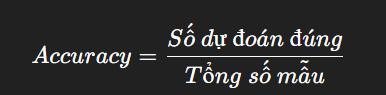 Accuracy = Số dự đoán đúng
Tổng số mẫu